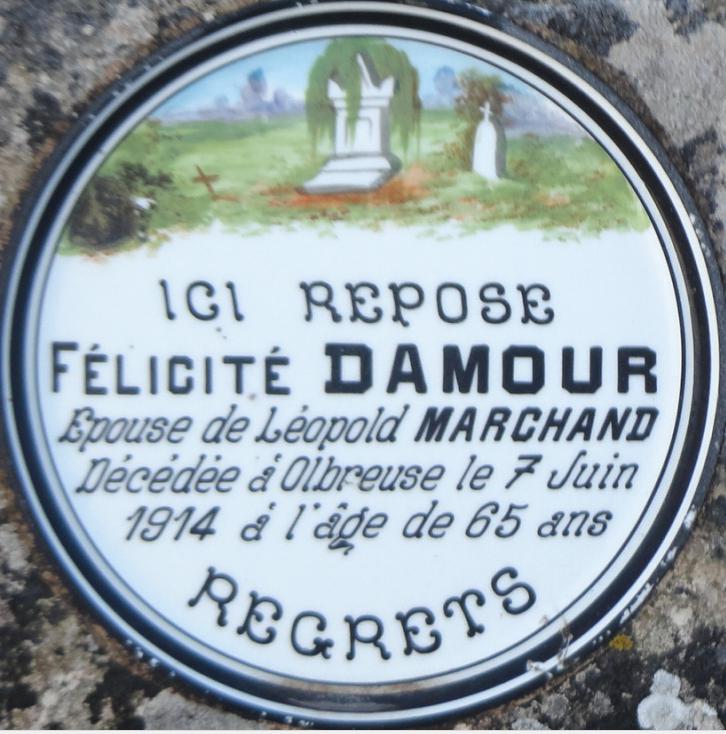 ICI REPOSE
FÉLICITÉ DAMOUR
Epouse de Léopold MARCHAND
Décédée à Olbreuse le 7 Juin
1914 à l'âge de 65 ans
REGRETS